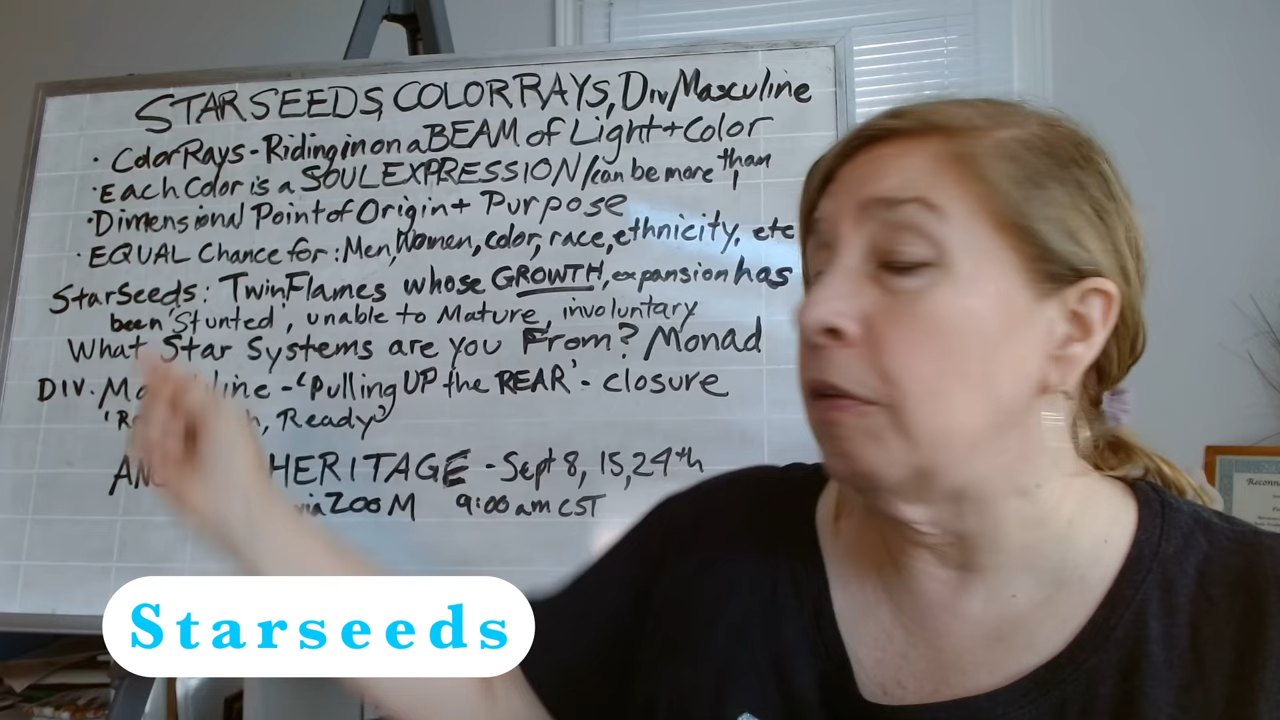 STARSEEDS, COLOR RAYS, Div Masculine
· Color Rays - Riding in on a BEAM of Light + Color
· Each Color is a SOUL EXPRESSION / can be more than 1
· Dimensional Point of Origin + Purpose
· EQUAL Chance for: Men, Women, color, race, ethnicity, etc
StarSeeds: Twin Flames whose GROWTH, expansion has
been 'Stunted', unable to Mature, involuntary
What Star Systems are you From? Monad
DIV. - 'Pulling UP the REAR' - closure
Ready'
HERITAGE - Sept 8, 15, 24th
via ZOOM 9:00 am CST
Starseeds